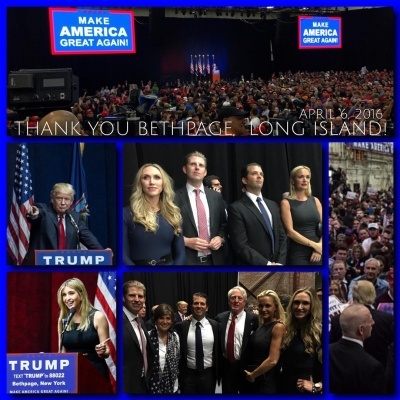 MAKE
AMERICA
GREAT AGAIN!
MAKE
AMERICA
GREAT AGAIN!
APRIL 6, 2016
THANK YOU BETHPAGE, LONG ISLAND!
TRUMP
TRUMP
TEXT "TRUMP" to 88022
Bethpage, New York